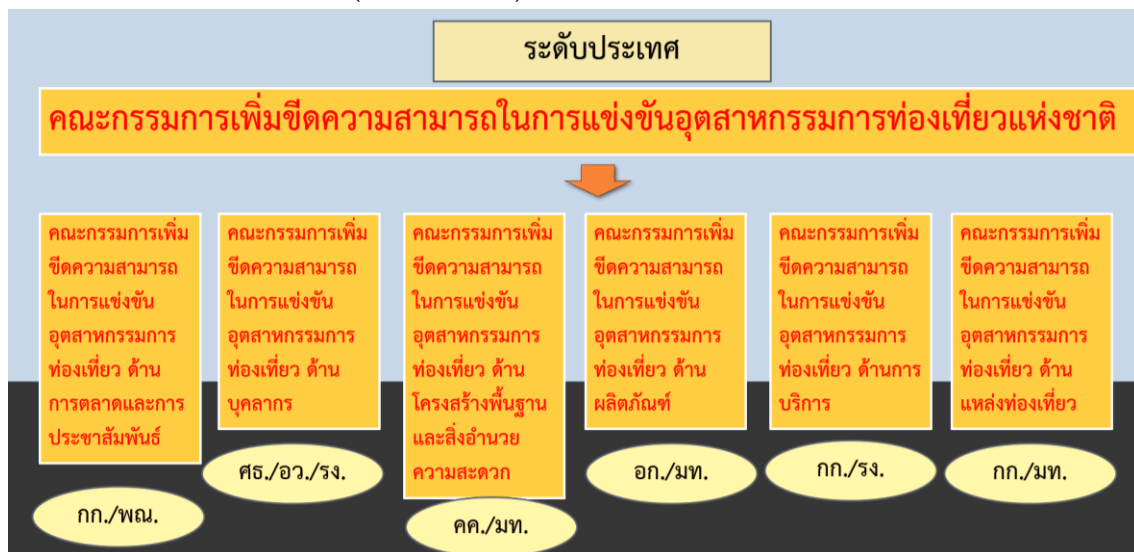 ระดับประเทศ
คณะกรรมการเพิ่มขีดความสามารถในการแข่งขันอุตสาหกรรมการท่องเที่ยวแห่งชาติ
คณะกรรมการเพิ่ม
ขีดความสามารถ
ในการแข่งขัน
อุตสาหกรรมการ
ท่องเที่ยว ด้าน
การตลาดและการ
ประชาสัมพันธ์
กก./พณ.
คณะกรรมการเพิ่ม
ขีดความสามารถ
ในการแข่งขัน
อุตสาหกรรมการ
ท่องเที่ยว ด้าน
บุคลากร
ศธ./อว./รง.
คณะกรรมการเพิ่ม
ขีดความสามารถ
ในการแข่งขัน
อุตสาหกรรมการ
ท่องเที่ยว ด้าน
โครงสร้างพื้นฐาน
และสิ่งอำนวย
ความสะดวก
คค./มท.
คณะกรรมการเพิ่ม
ขีดความสามารถ
ในการแข่งขัน
อุตสาหกรรมการ
ท่องเที่ยว ด้าน
ผลิตภัณฑ์
อก./มท.
คณะกรรมการเพิ่ม
ขีดความสามารถ
ในการแข่งขัน
อุตสาหกรรมการ
ท่องเที่ยว ด้านการ
บริการ
กก./รง.
คณะกรรมการเพิ่ม
ขีดความสามารถ
ในการแข่งขัน
อุตสาหกรรมการ
ท่องเที่ยว ด้าน
แหล่งท่องเที่ยว
กก./มท.